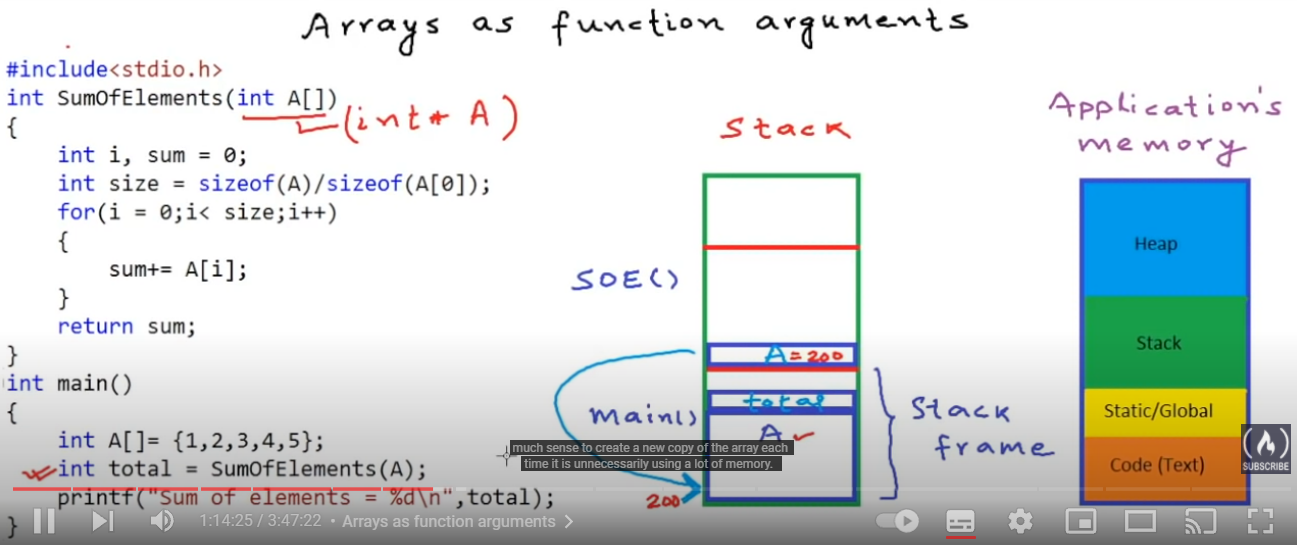 Arrays as function arguments
#include<stdio.h>
int SumOfElements(int A[])
(int* A)
{
int i, sum = 0;
int size = sizeof(A)/sizeof(A[0]);
for(i = 0;i< size;i++)
{
sum+= A[i];
}
return sum;
}
int main()
{
int A[]= {1,2,3,4,5};
int total = SumOfElements(A);
printf("Sum of elements = %d\n",total);
}
Stack
SOE()
A=200
main()
total
A
200
Stack
frame
Application's
memory
Heap
Stack
Static/Global
Code (Text)
much sense to create a new copy of the array each
time it is unnecessarily using a lot of memory.
SUBSCRIBE
1:14:25 / 3:47:22 • Arrays as function arguments